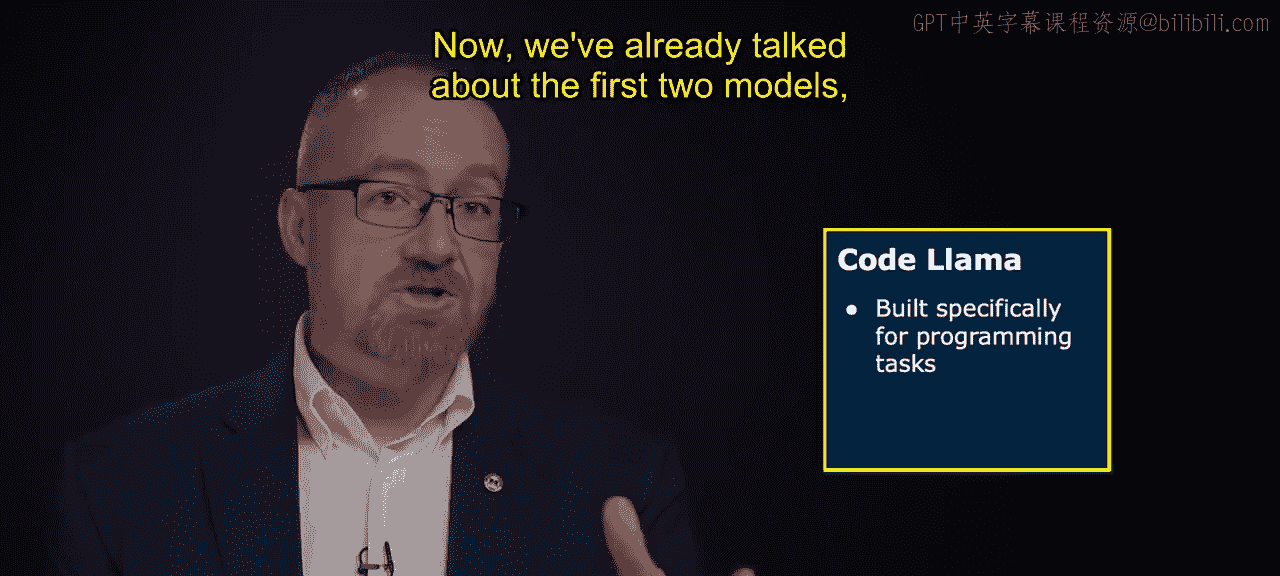 GPT中英字幕课程资源@bilibili.com
Now, we've already talked
about the first two models,
Code Llama
● Built specifically
for programming
tasks